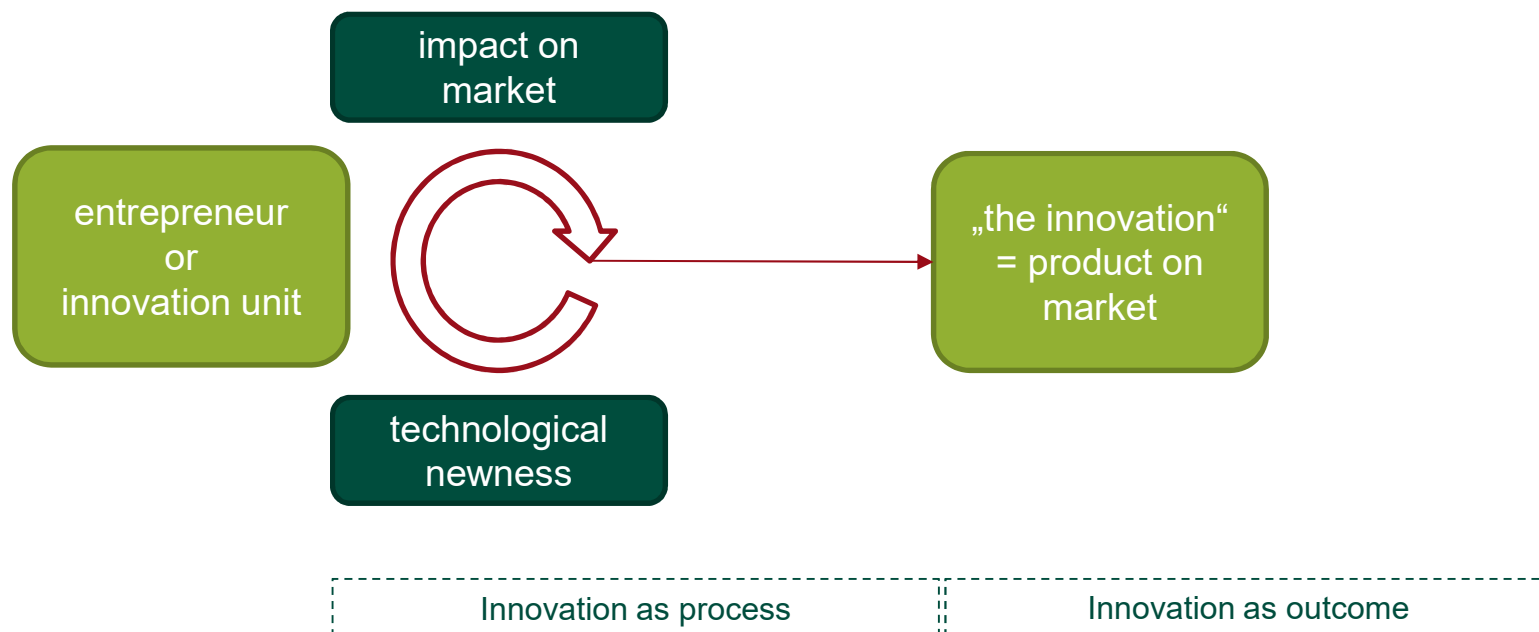 impact on
market
entrepreneur
or
innovation unit
„the innovation“
= product on
market
technological
newness
Innovation as process
Innovation as outcome